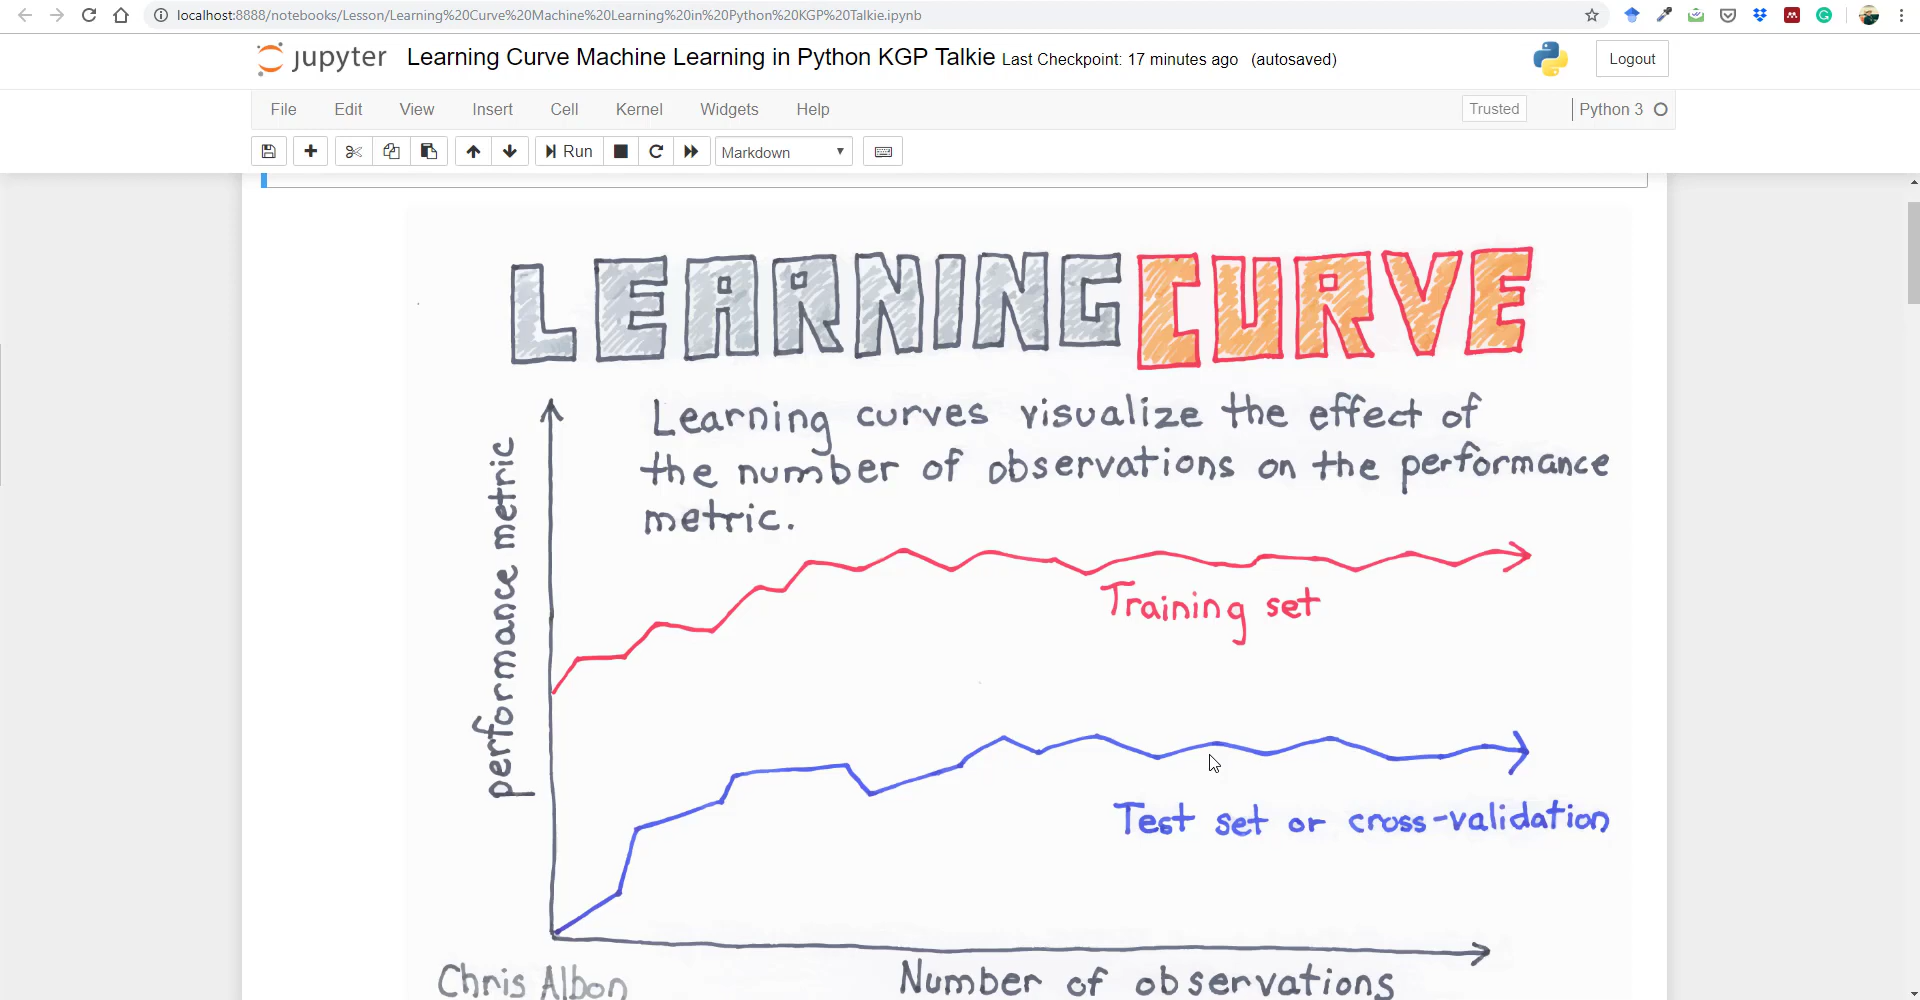 localhost:8888/notebooks/Lesson/Learning%20Curve%20Machine%20Learning%20in%20Python%20KGP%20Talkie.ipynb
jupyter Learning Curve Machine Learning in Python KGP Talkie Last Checkpoint: 17 minutes ago (autosaved) Logout
File Edit View Insert Cell Kernel Widgets Help Trusted Python 3
Run Markdown
LEARNING CURVE
Learning curves visualize the effect of
the number of observations on the performance
metric.
performance metric
Training set
Test set or cross-validation
Chris Albon Number of observations